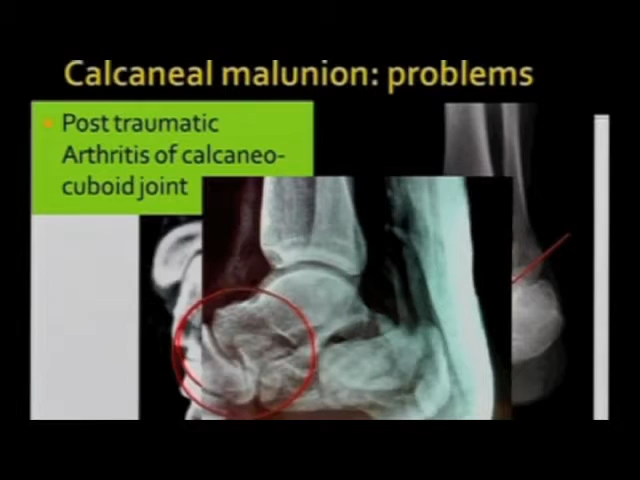 Calcaneal malunion: problems
Post traumatic
Arthritis of calcaneo-
cuboid joint